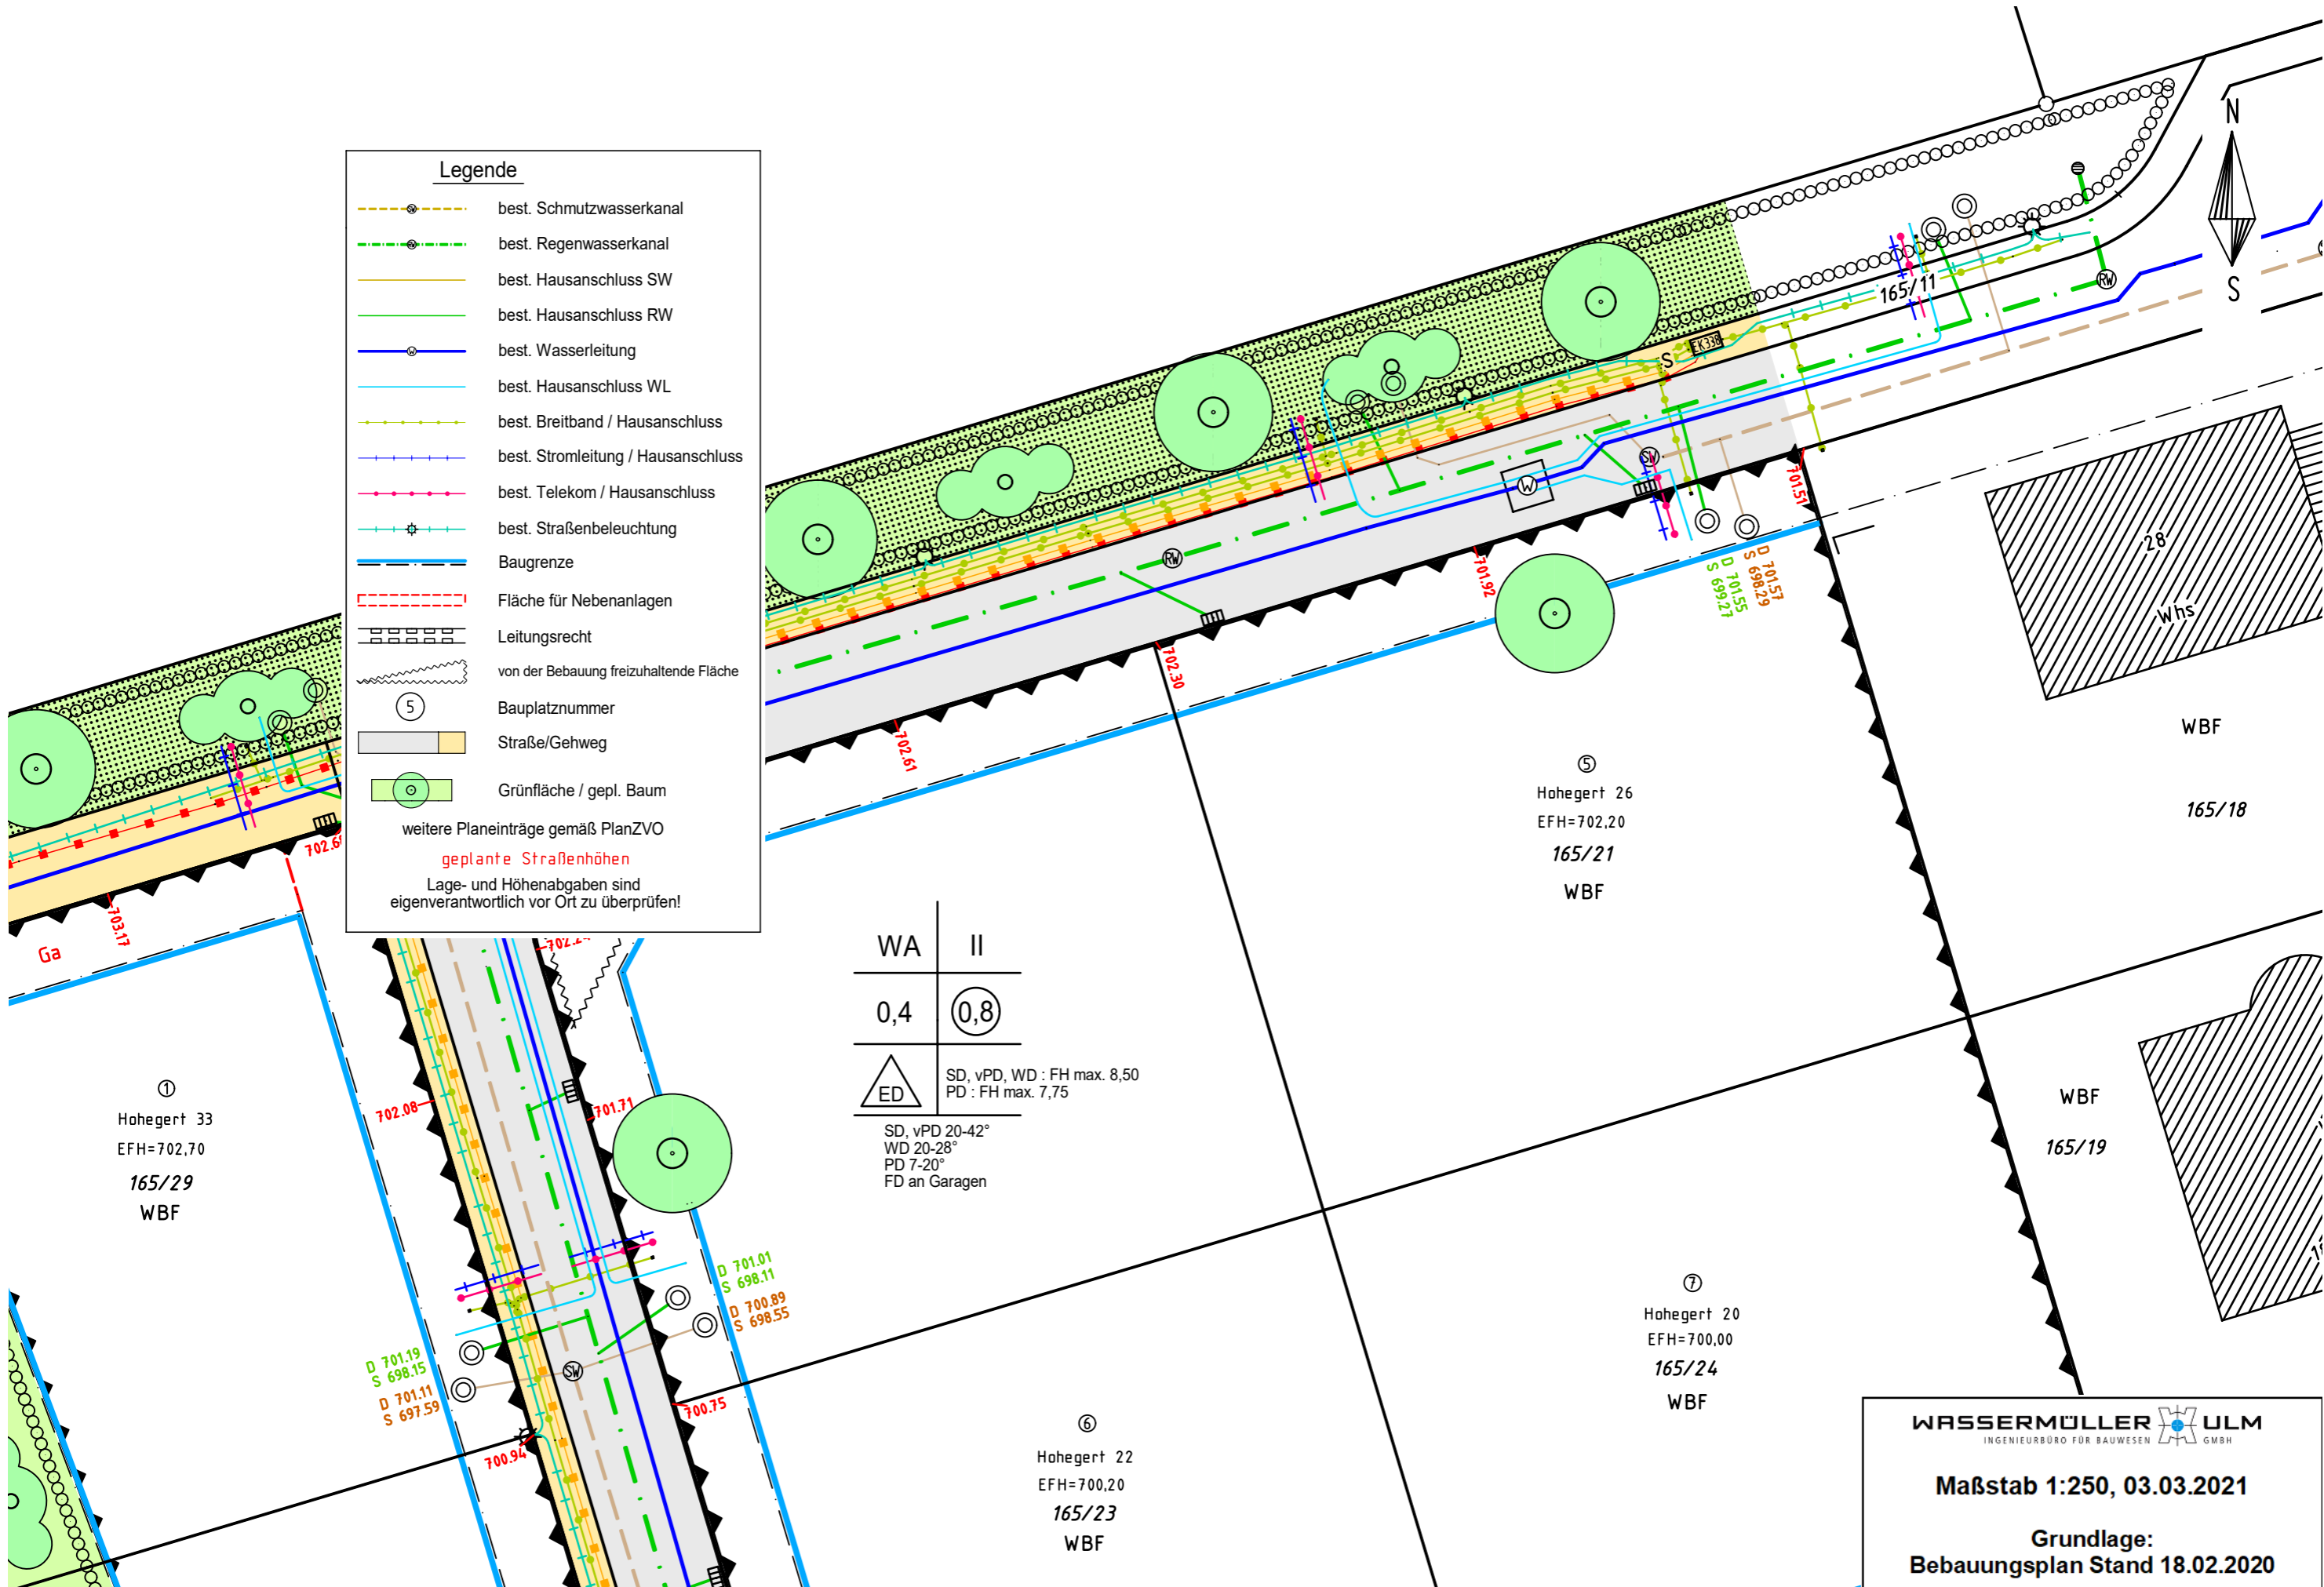 Legende
best. Schmutzwasserkanal
best. Regenwasserkanal
best. Hausanschluss SW
best. Hausanschluss RW
best. Wasserleitung
best. Hausanschluss WL
best. Breitband / Hausanschluss
best. Stromleitung / Hausanschluss
best. Telekom / Hausanschluss
best. Straßenbeleuchtung
Baugrenze
Fläche für Nebenanlagen
Leitungsrecht
von der Bebauung freizuhaltende Fläche
5 Bauplatznummer
Straße/Gehweg
Grünfläche / gepl. Baum
weitere Planeinträge gemäß PlanZVO
geplante Straßenhöhen
Lage- und Höhenabgaben sind
eigenverantwortlich vor Ort zu überprüfen!
N
S
165/11
RW
S
EK338
SW
W
RW
701.51
701.92
702.30
702.61
D 701.57
S 698.29
D 701.55
S 699.27
28
Whs
WBF
165/18
5
Hohegert 26
EFH=702,20
165/21
WBF
703.17
Ga
WA II
0,4 0,8
ED
SD, vPD, WD : FH max. 8,50
PD : FH max. 7,75
SD, vPD 20-42°
WD 20-28°
PD 7-20°
FD an Garagen
1
Hohegert 33
EFH=702,70
165/29
WBF
702.08
701.71
WBF
165/19
D 701.01
S 698.11
D 700.89
S 698.55
D 701.19
S 698.15
D 701.11
S 697.59
SW
700.75
700.94
6
Hohegert 22
EFH=700,20
165/23
WBF
7
Hohegert 20
EFH=700,00
165/24
WBF
WASSERMÜLLER ULM
INGENIEURBÜRO FÜR BAUWESEN GMBH
Maßstab 1:250, 03.03.2021
Grundlage:
Bebauungsplan Stand 18.02.2020